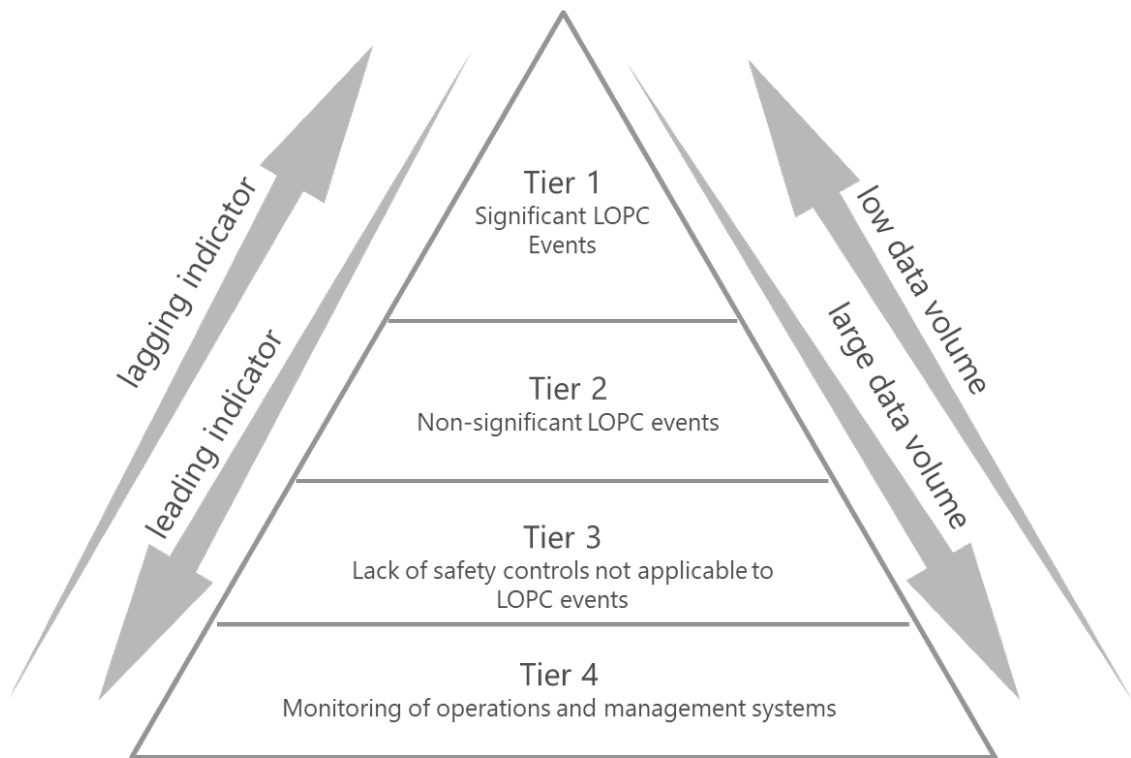 Tier 1
Significant LOPC
Events
Tier 2
Non-significant LOPC events
Tier 3
Lack of safety controls not applicable to
LOPC events
Tier 4
Monitoring of operations and management systems
lagging indicator
leading indicator
low data volume
large data volume